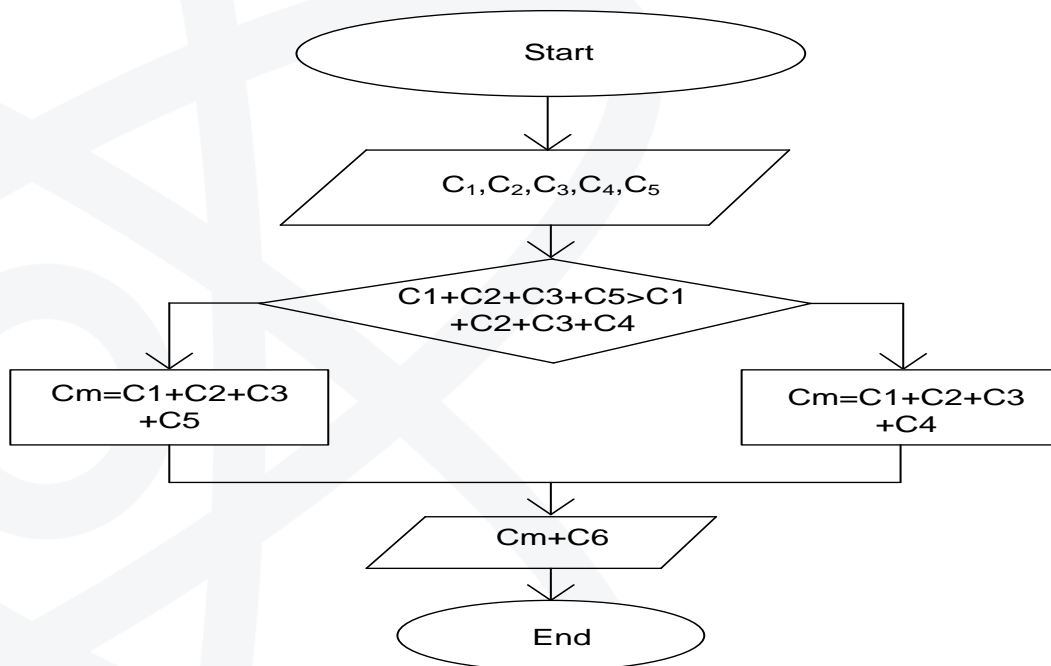 Start
C₁,C₂,C₃,C₄,C₅
C1+C2+C3+C5>C1
+C2+C3+C4
Cm=C1+C2+C3
+C5
Cm=C1+C2+C3
+C4
Cm+C6
End